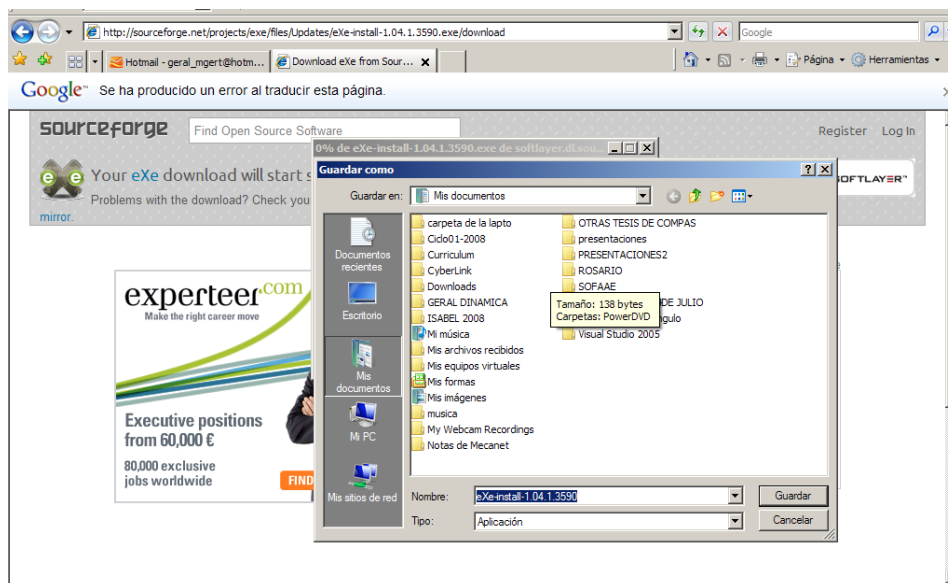 http://sourceforge.net/projects/exe/files/Updates/eXe-install-1.04.1.3590.exe/download
Google
Hotmail - geral_mgert@hotm...
Download eXe from Sour...
Página
Herramientas
Google™ Se ha producido un error al traducir esta página.
sourceforge
Find Open Source Software
Register Log In
0% de eXe-install-1.04.1.3590.exe de softlayer.dl.sou...
Your eXe download will start s
Problems with the download? Check you
mirror.
OFTLAYER
Guardar como
Guardar en:
Mis documentos
Documentos recientes
Escritorio
Mis documentos
Mi PC
Mis sitios de red
carpeta de la lapto
Ciclo01-2008
Curriculum
CyberLink
Downloads
GERAL DINAMICA
ISABEL 2008
Mi música
Mis archivos recibidos
Mis equipos virtuales
Mis formas
Mis imágenes
musica
My Webcam Recordings
Notas de Mecanet
OTRAS TESIS DE COMPAS
presentaciones
PRESENTACIONES2
ROSARIO
SOFAAE
DE JULIO
ngulo
Visual Studio 2005
Tamaño: 138 bytes
Carpetas: PowerDVD
Nombre:
eXe-install-1.04.1.3590
Guardar
Tipo:
Aplicación
Cancelar
experteer.com
Make the right career move
Executive positions
from 60,000 €
80,000 exclusive
jobs worldwide
FIND